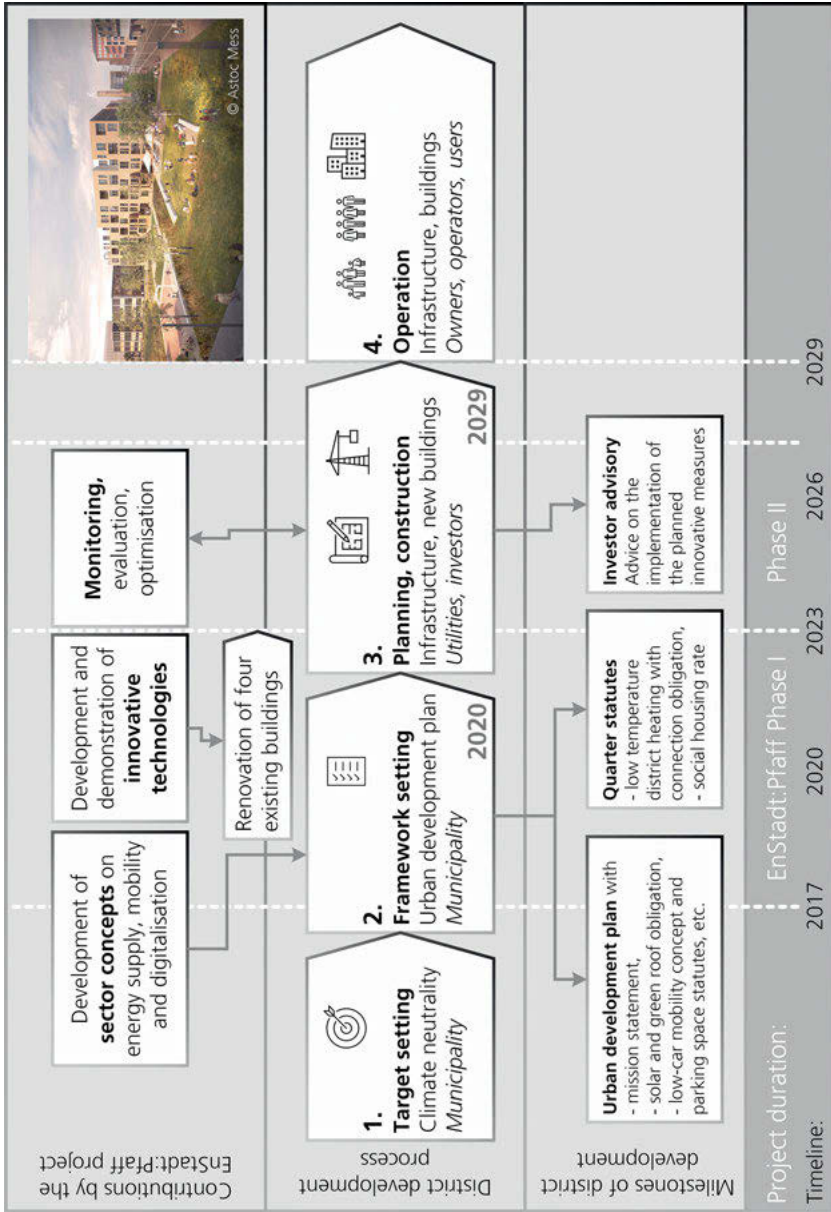 Contributions by the
EnStadt:Pfaff project
Development of
sector concepts on
energy supply, mobility
and digitalisation
Development and
demonstration of
innovative
technologies
Renovation of four
existing buildings
Monitoring,
evaluation,
optimisation
© Astoc Mess
District development
process
1.
Target setting
Climate neutrality
Municipality
2.
Framework setting
Urban development plan
Municipality
2020
3.
Planning, construction
Infrastructure, new buildings
Utilities, investors
2029
4.
Operation
Infrastructure, buildings
Owners, operators, users
Milestones of district
development
Urban development plan with
- mission statement,
- solar and green roof obligation,
- low-car mobility concept and
parking space statutes, etc.
Quarter statutes
- low temperature
district heating with
connection obligation,
- social housing rate
Investor advisory
Advice on the
implementation of
the planned
innovative measures
Project duration:
EnStadt:Pfaff Phase I
Phase II
Timeline:
2017
2020
2023
2026
2029